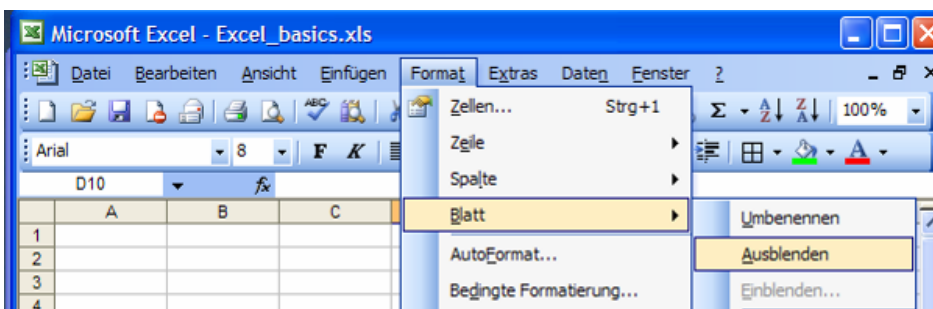 Microsoft Excel - Excel_basics.xls
Datei Bearbeiten Ansicht Einfügen Format Extras Daten Fenster ?
100%
Arial 8 F K
D10 fx
A B C
1
2
3
4
Zellen... Strg+1
Zeile
Spalte
Blatt
AutoFormat...
Bedingte Formatierung...
Umbenennen
Ausblenden
Einblenden...